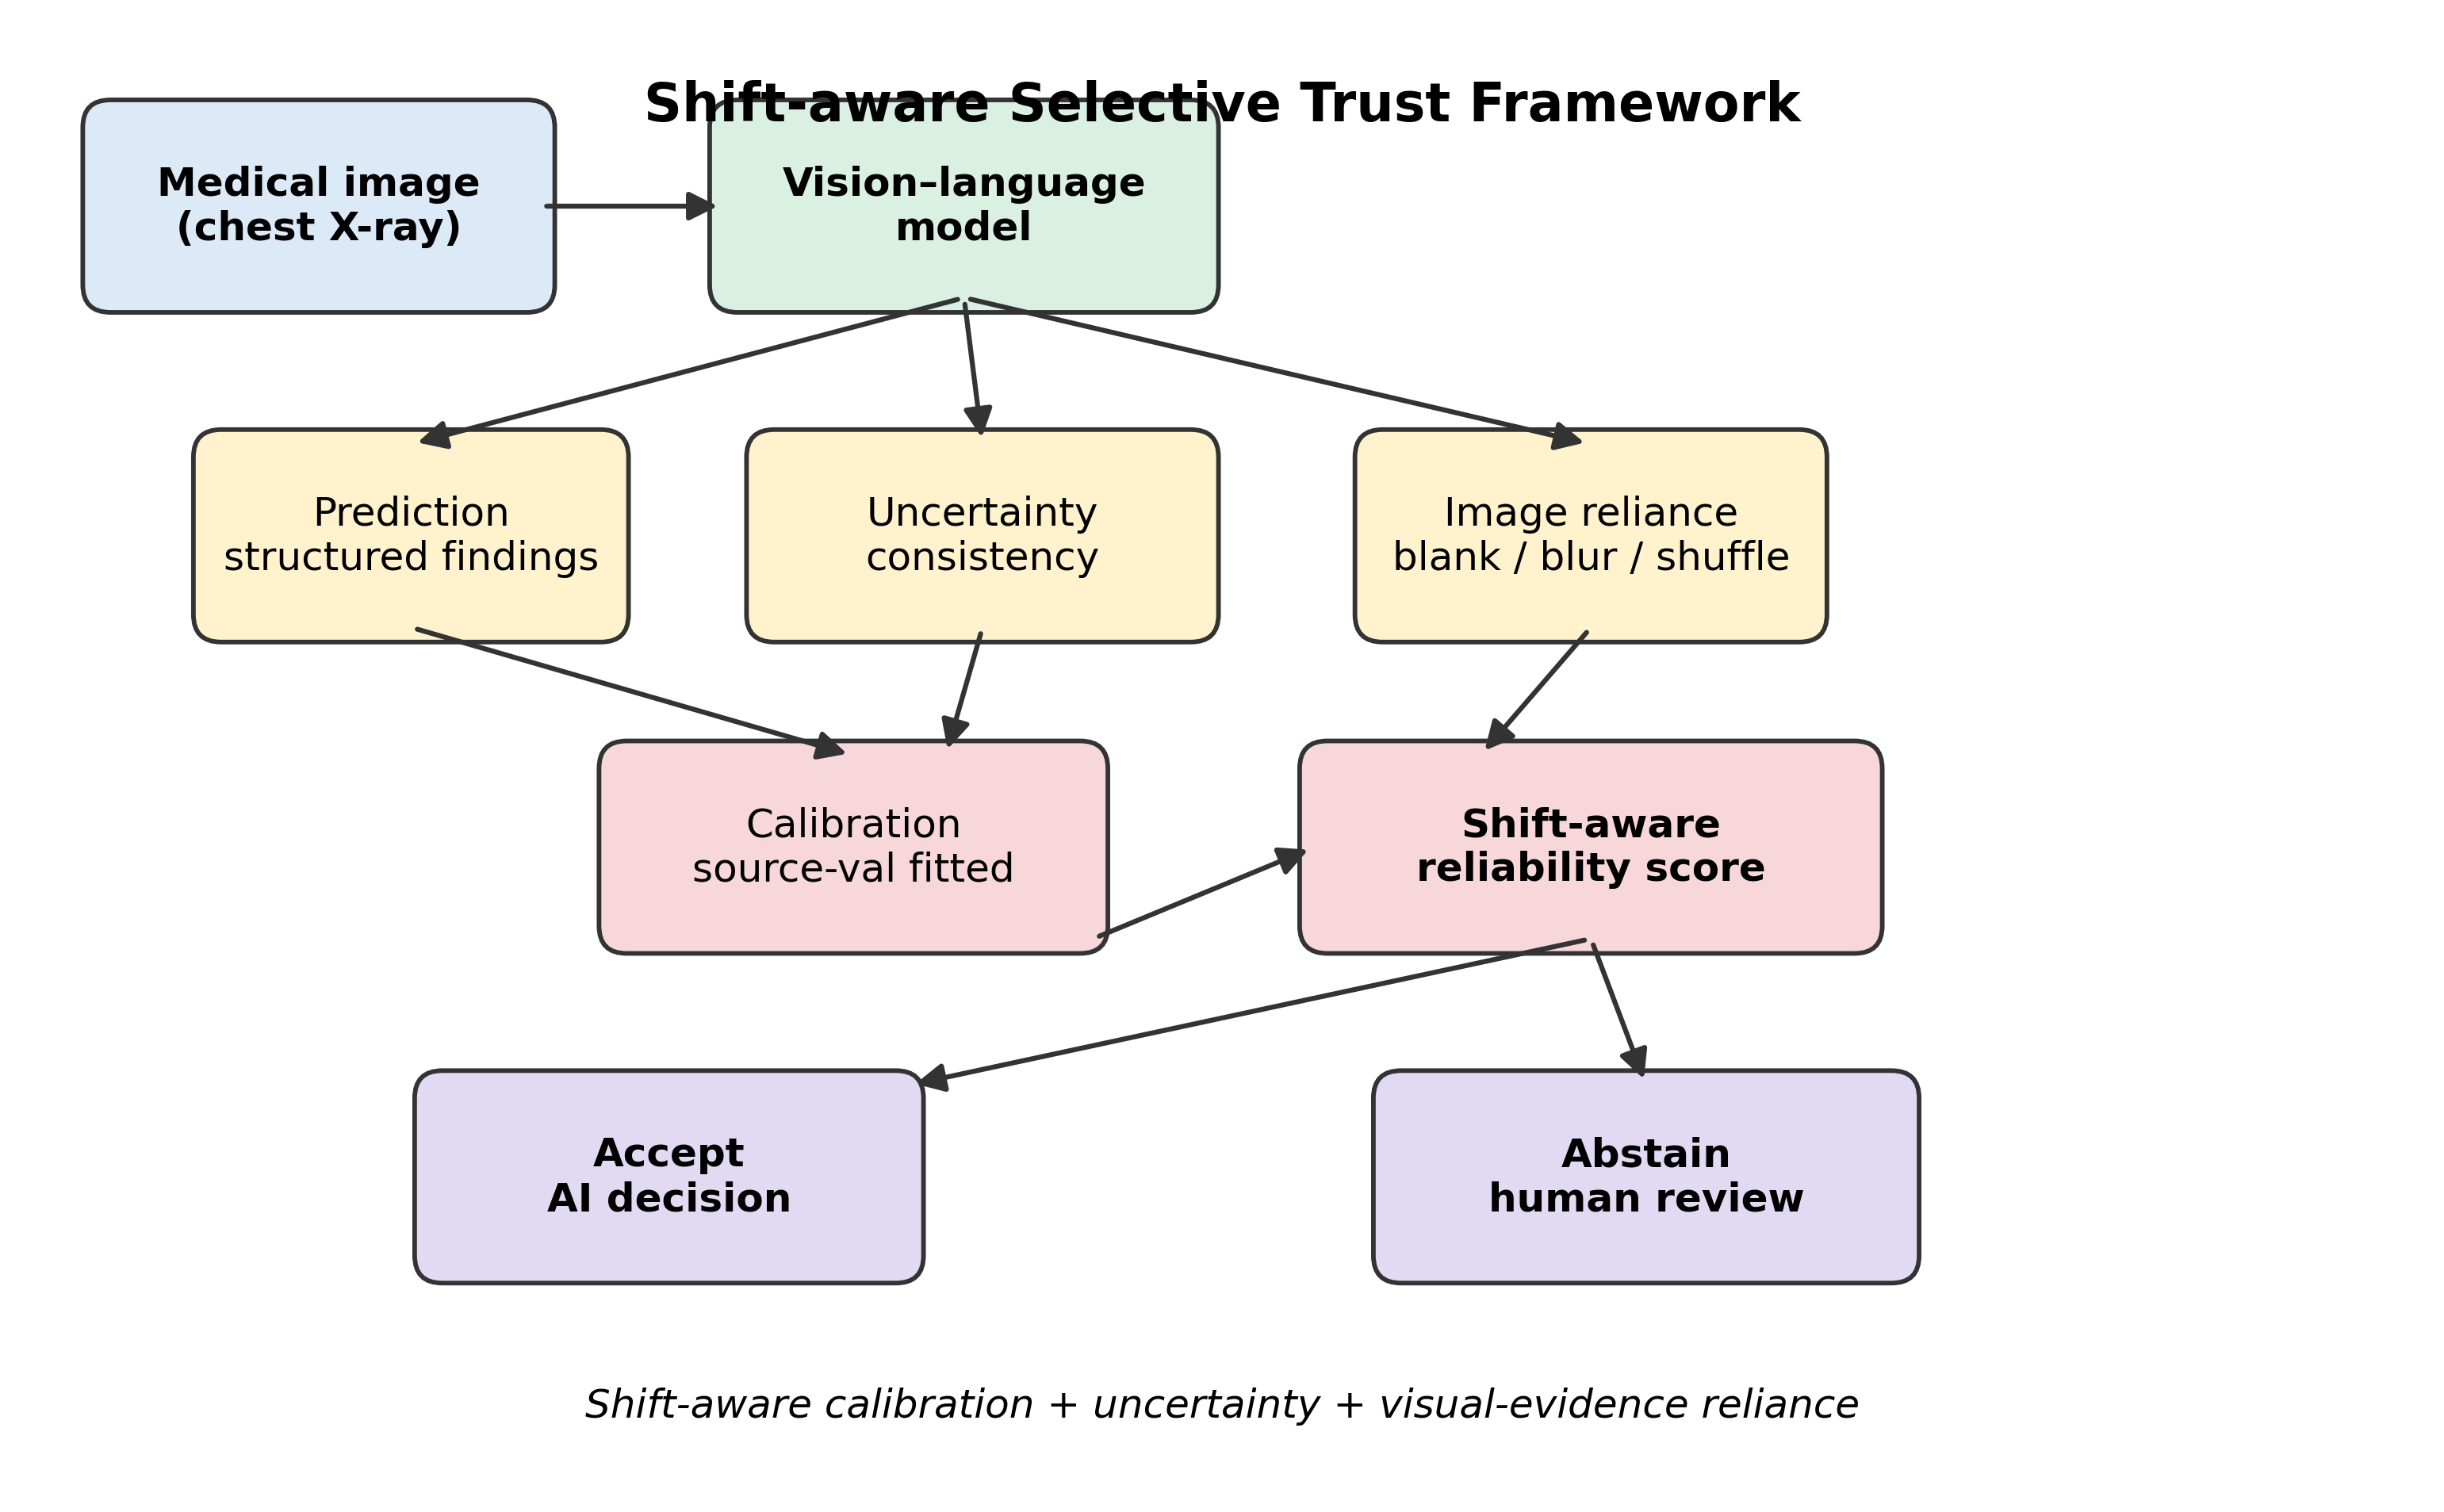 Shift-aware Selective Trust Framework
Medical image
(chest X-ray)
Vision–language
model
Prediction
structured findings
Uncertainty
consistency
Image reliance
blank / blur / shuffle
Calibration
source-val fitted
Shift-aware
reliability score
Accept
AI decision
Abstain
human review
Shift-aware calibration + uncertainty + visual-evidence reliance